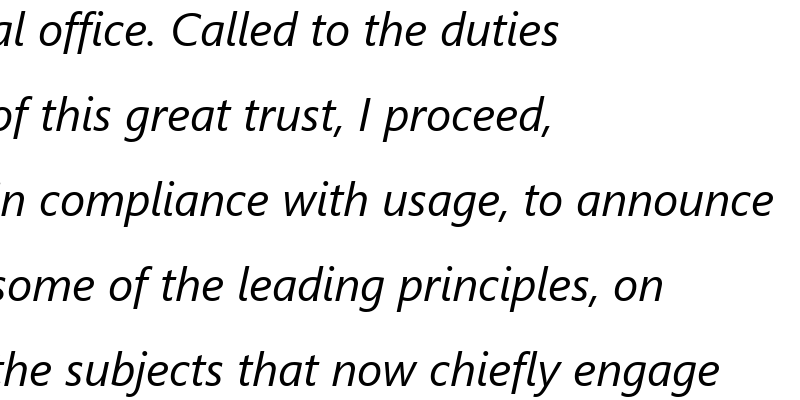 al office. Called to the duties
of this great trust, I proceed,
in compliance with usage, to announce
some of the leading principles, on
the subjects that now chiefly engage